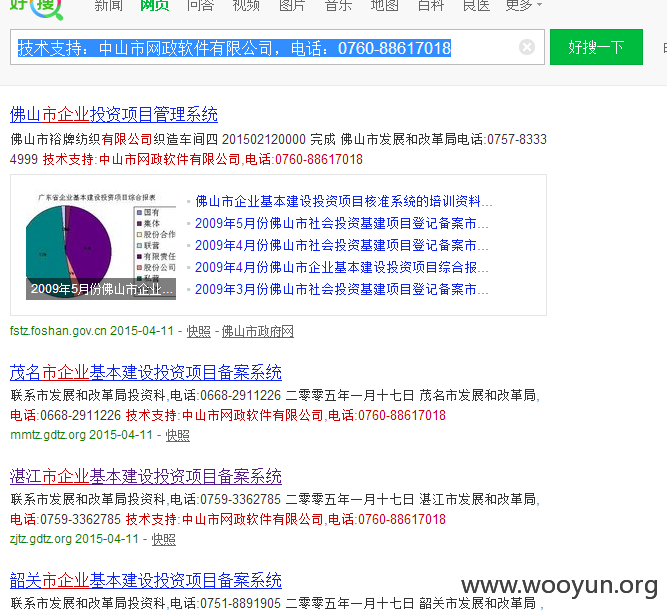 好搜 新闻 网页 问答 视频 图片 音乐 地图 百科 良医 更多
技术支持：中山市网政软件有限公司，电话：0760-88617018
好搜一下
佛山市企业投资项目管理系统
佛山市裕牌纺织有限公司织造车间四 201502120000 完成 佛山市发展和改革局电话:0757-8333
4999 技术支持:中山市网政软件有限公司,电话:0760-88617018
广东省企业基本建设投资项目综合报表
国有
集体
股份合作
联营
有限责任
股份公司
私营
2009年5月份佛山市企业...
佛山市企业基本建设投资项目核准系统的培训资料...
2009年5月份佛山市社会投资基建项目登记备案市...
2009年4月份佛山市社会投资基建项目登记备案市...
2009年4月份佛山市企业基本建设投资项目综合报...
2009年3月份佛山市社会投资基建项目登记备案市...
fstz.foshan.gov.cn 2015-04-11 - 快照 - 佛山市政府网
茂名市企业基本建设投资项目备案系统
联系市发展和改革局投资科,电话:0668-2911226 二零零五年一月十七日 茂名市发展和改革局,
电话:0668-2911226 技术支持:中山市网政软件有限公司,电话:0760-88617018
mmtz.gdtz.org 2015-04-11 - 快照
湛江市企业基本建设投资项目备案系统
联系市发展和改革局投资科,电话:0759-3362785 二零零五年一月十七日 湛江市发展和改革局,
电话:0759-3362785 技术支持:中山市网政软件有限公司,电话:0760-88617018
zjtz.gdtz.org 2015-04-11 - 快照
韶关市企业基本建设投资项目备案系统
联系市发展和改革局投资科,电话:0751-8891905 二零零五年一月十七日 韶关市发展和改革局 ,
www.wooyun.org